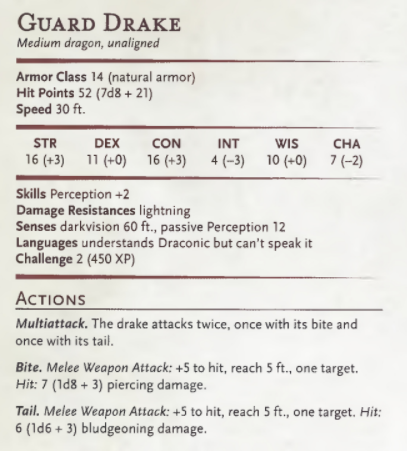 GUARD DRAKE
Medium dragon, unaligned
Armor Class 14 (natural armor)
Hit Points 52 (7d8 + 21)
Speed 30 ft.
STR DEX CON INT WIS CHA
16 (+3) 11 (+0) 16 (+3) 4 (–3) 10 (+0) 7 (–2)
Skills Perception +2
Damage Resistances lightning
Senses darkvision 60 ft., passive Perception 12
Languages understands Draconic but can't speak it
Challenge 2 (450 XP)
ACTIONS
Multiattack. The drake attacks twice, once with its bite and
once with its tail.
Bite. Melee Weapon Attack: +5 to hit, reach 5 ft., one target.
Hit: 7 (1d8 + 3) piercing damage.
Tail. Melee Weapon Attack: +5 to hit, reach 5 ft., one target. Hit:
6 (1d6 + 3) bludgeoning damage.